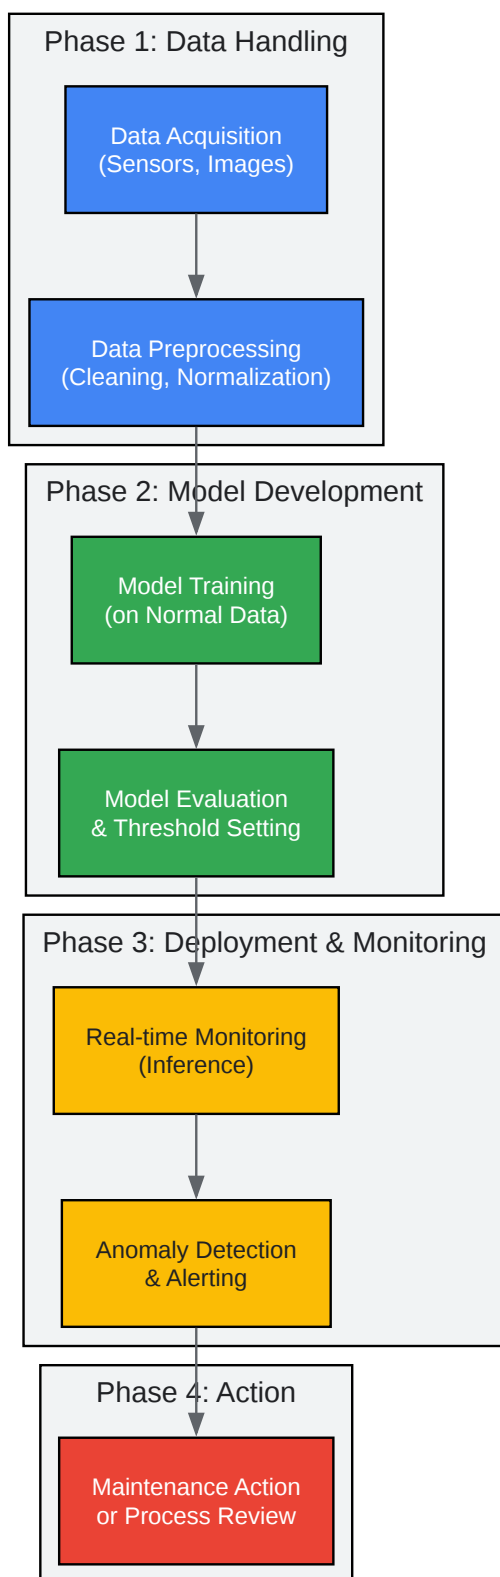 Phase 1: Data Handling
Data Acquisition
(Sensors, Images)
Data Preprocessing
(Cleaning, Normalization)
Phase 2: Model Development
Model Training
(on Normal Data)
Model Evaluation
& Threshold Setting
Phase 3: Deployment & Monitoring
Real-time Monitoring
(Inference)
Anomaly Detection
& Alerting
Phase 4: Action
Maintenance Action
or Process Review